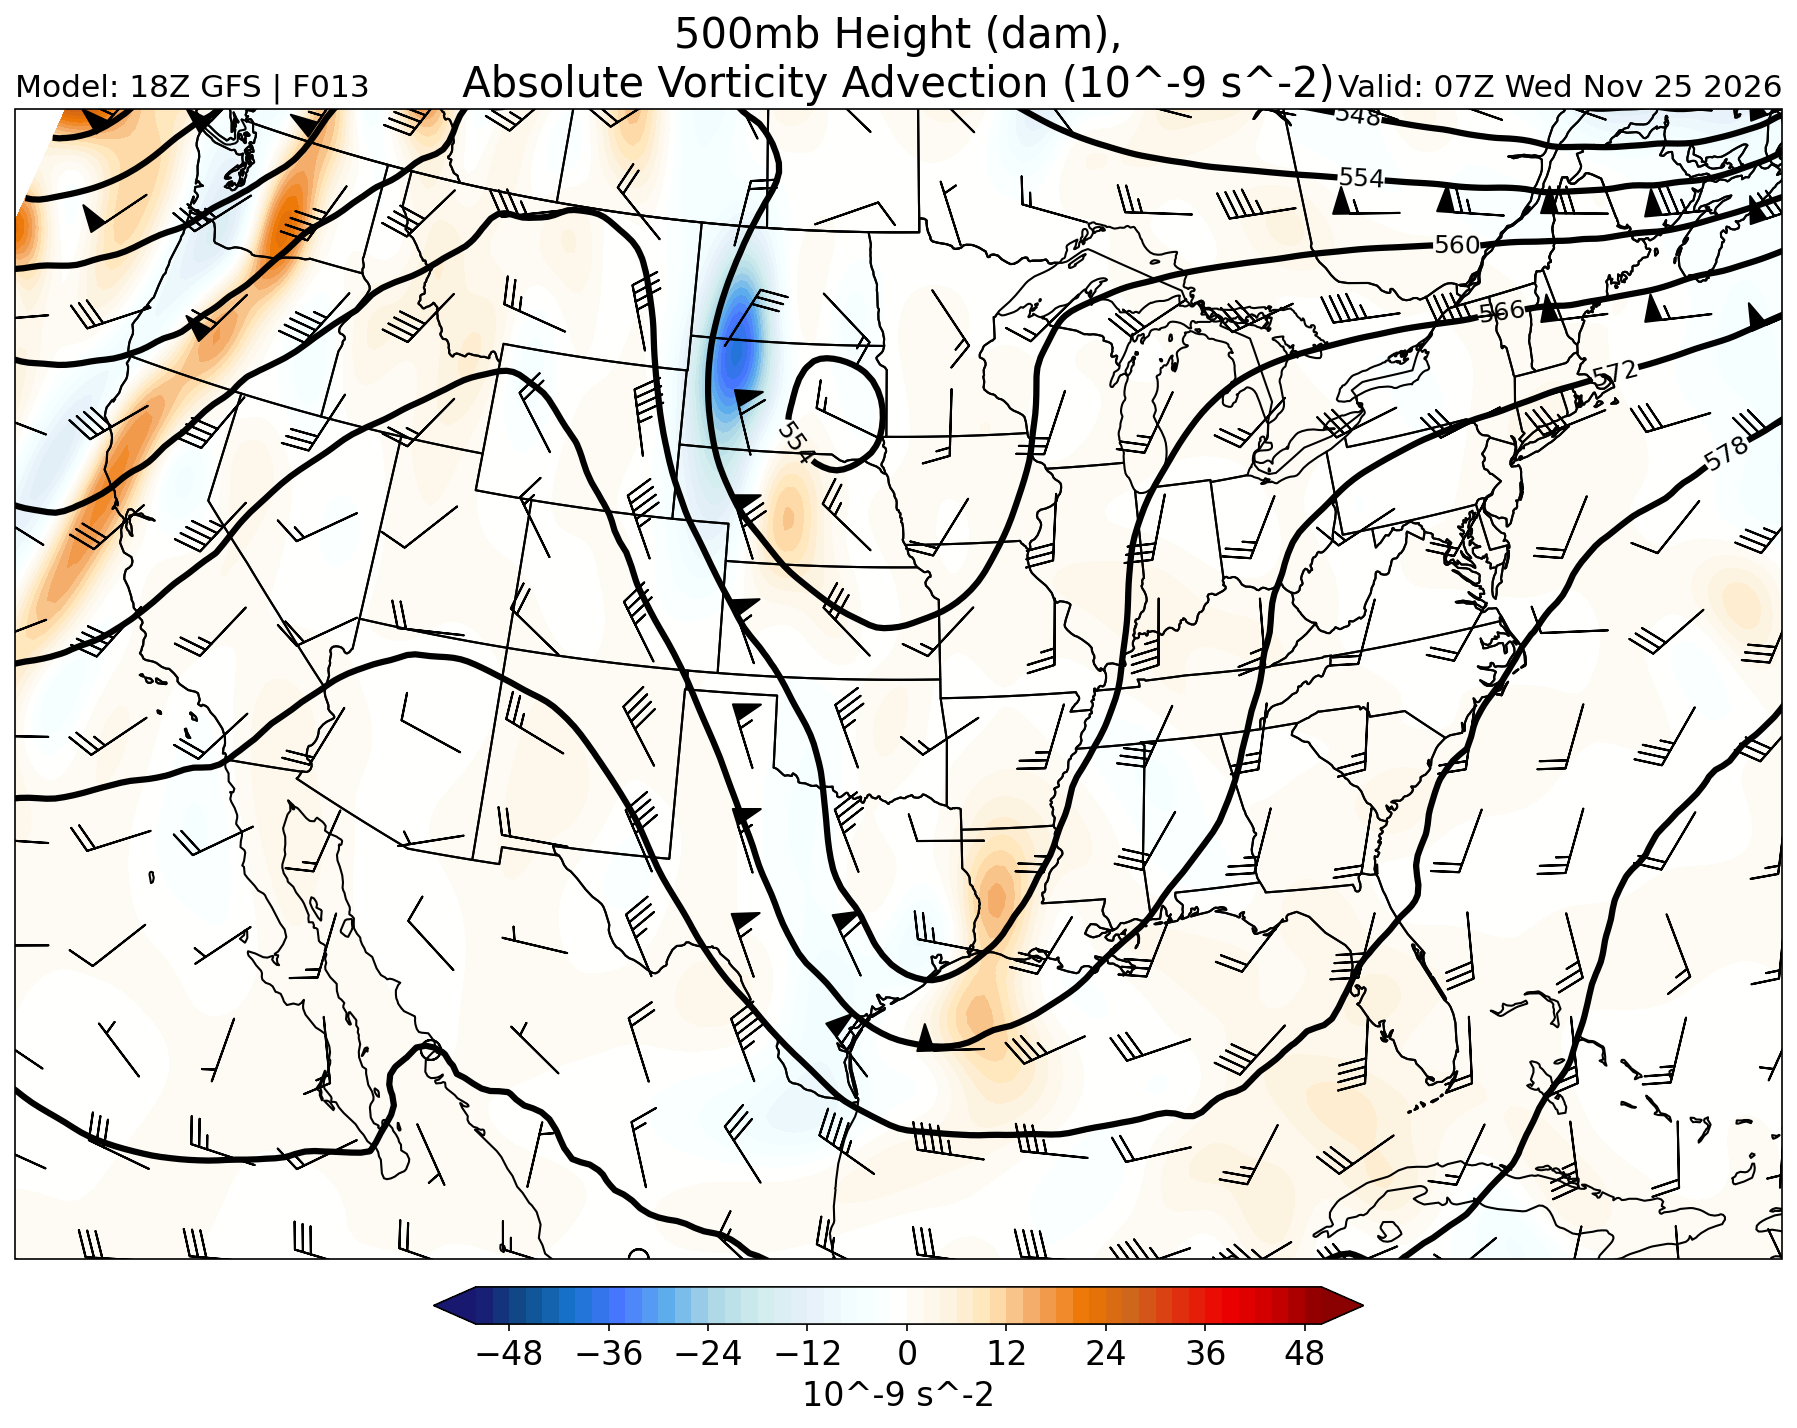 500mb Height (dam),
Model: 18Z GFS | F013
Absolute Vorticity Advection (10^-9 s^-2)
Valid: 07Z Wed Nov 25 2026
548
554
560
566
572
578
554
−48 −36 −24 −12 0 12 24 36 48
10^-9 s^-2